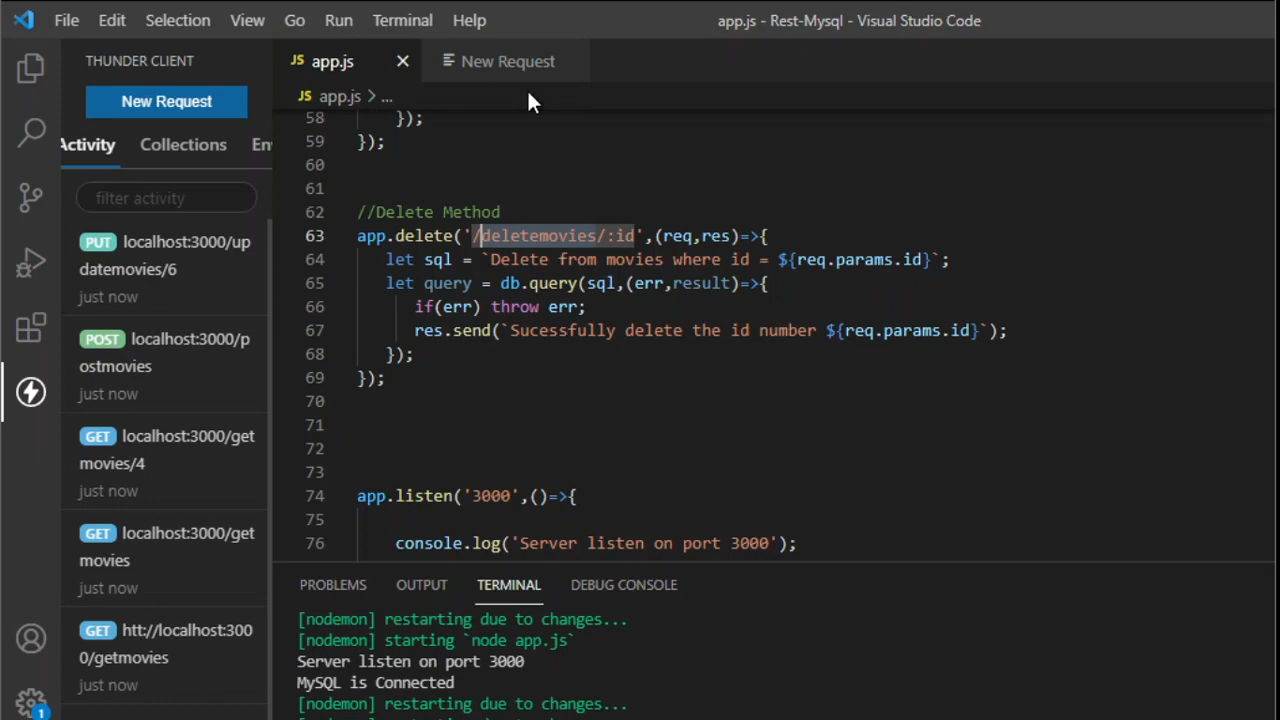 File Edit Selection View Go Run Terminal Help app.js - Rest-Mysql - Visual Studio Code
THUNDER CLIENT
New Request
Activity Collections En
filter activity
PUT localhost:3000/up
datemovies/6
just now
POST localhost:3000/p
ostmovies
just now
GET localhost:3000/get
movies/4
just now
GET localhost:3000/get
movies
just now
GET htt://localhost:300
0/getmovies
just now
1
JS app.js × New Request
JS app.js > ...
58 });
59 });
60
61
62 //Delete Method
63 app.delete('/deletemovies/:id',(req,res)=>{
64 let sql = `Delete from movies where id = ${req.params.id}`;
65 let query = db.query(sql,(err,result)=>{
66 if(err) throw err;
67 res.send(`Sucessfully delete the id number ${req.params.id}`);
68 });
69 });
70
71
72
73
74 app.listen('3000',()=>{
75
76 console.log('Server listen on port 3000');
PROBLEMS OUTPUT TERMINAL DEBUG CONSOLE
[nodemon] restarting due to changes...
[nodemon] starting `node app.js`
Server listen on port 3000
MySQL is Connected
[nodemon] restarting due to changes...